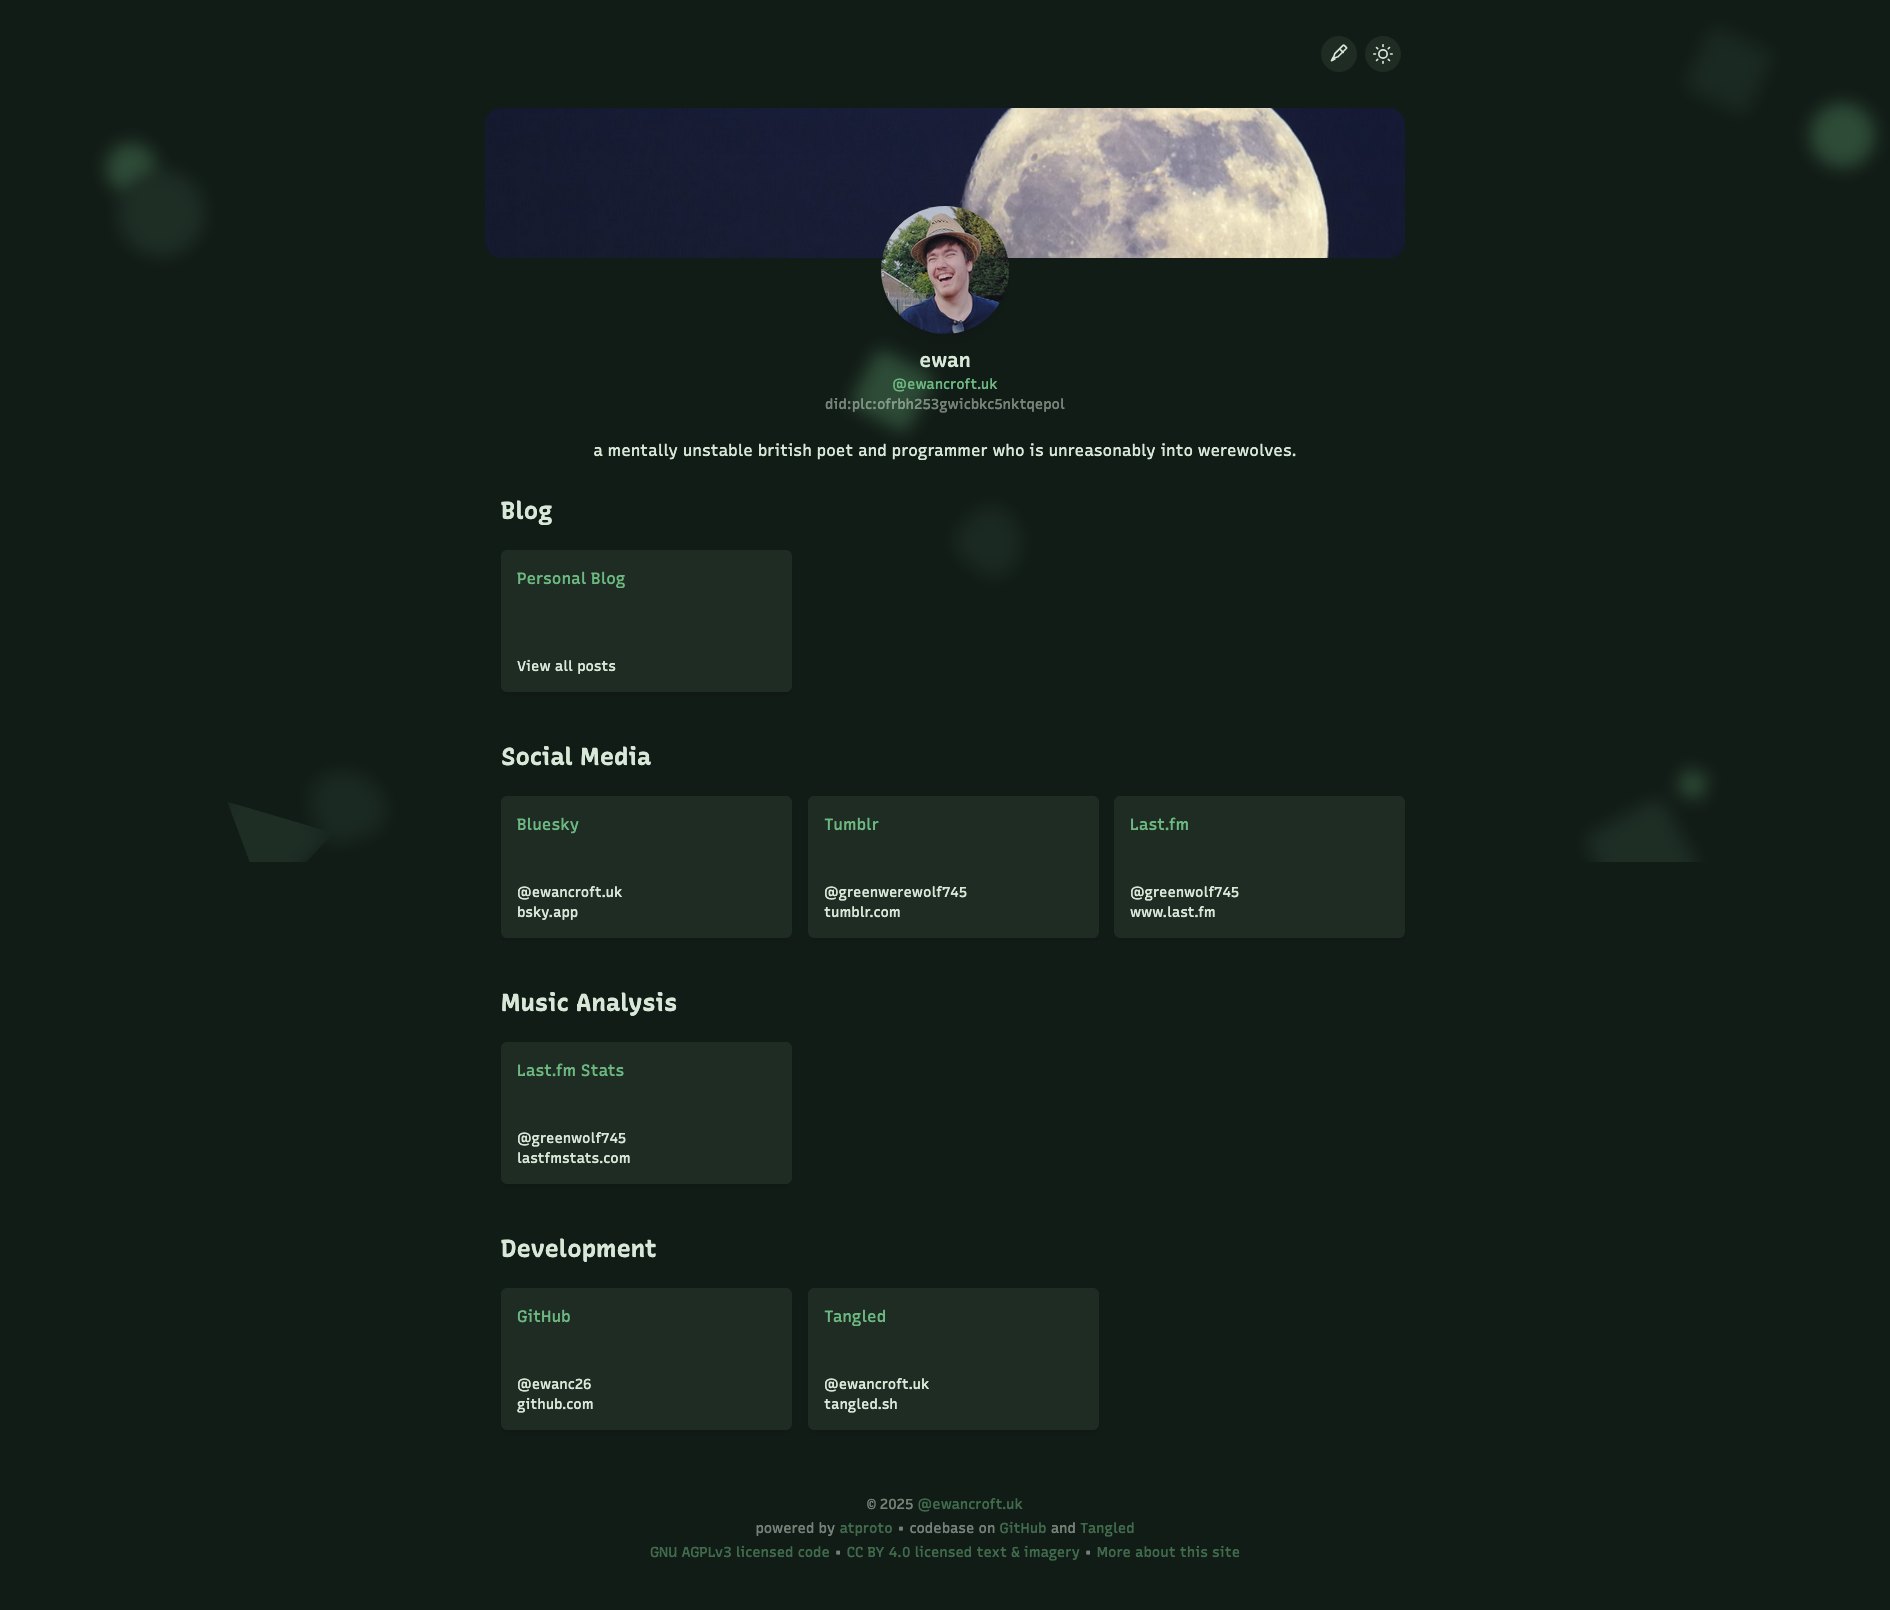 ewan
@ewancroft.uk
did:plc:ofrbh253gwicbkc5nktqepol
a mentally unstable british poet and programmer who is unreasonably into werewolves.
Blog
Personal Blog
View all posts
Social Media
Bluesky
@ewancroft.uk
bsky.app
Tumblr
@greenwerewolf745
tumblr.com
Last.fm
@greenwolf745
www.last.fm
Music Analysis
Last.fm Stats
@greenwolf745
lastfmstats.com
Development
GitHub
@ewanc26
github.com
Tangled
@ewancroft.uk
tangled.sh
© 2025 @ewancroft.uk
powered by atproto • codebase on GitHub and Tangled
GNU AGPLv3 licensed code • CC BY 4.0 licensed text & imagery • More about this site